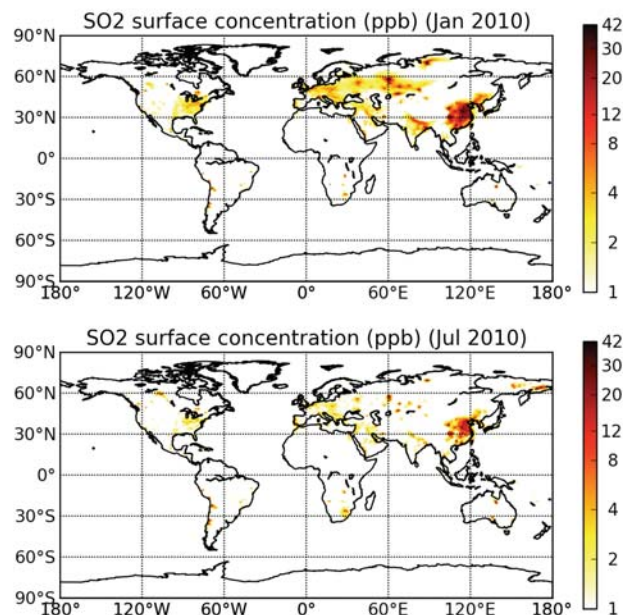 SO2 surface concentration (ppb) (Jan 2010)
90°N
60°N
30°N
0°
30°S
60°S
90°S
180°
120°W
60°W
0°
60°E
120°E
180°
42
30
20
12
8
4
2
1
SO2 surface concentration (ppb) (Jul 2010)
90°N
60°N
30°N
0°
30°S
60°S
90°S
180°
120°W
60°W
0°
60°E
120°E
180°
42
30
20
12
8
4
2
1